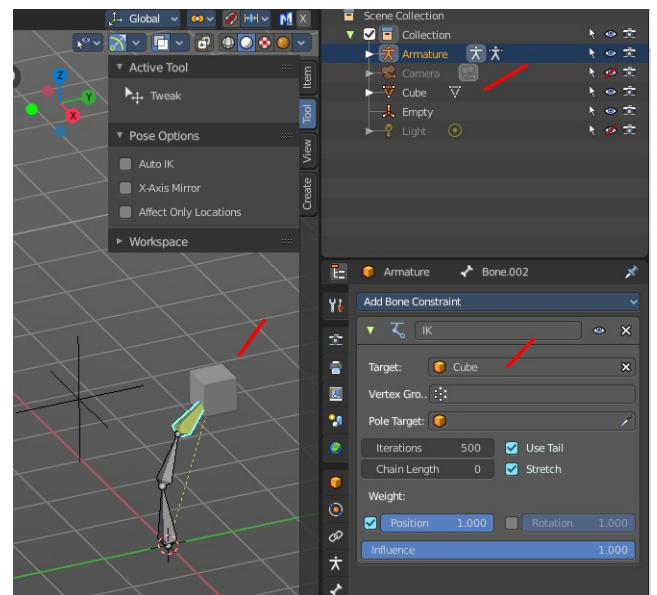 Global
X
Scene Collection
Collection
Armature
Camera
Cube
Empty
Light
Active Tool
Tweak
Pose Options
Auto IK
X-Axis Mirror
Affect Only Locations
Workspace
Item
Tool
View
Create
Z
Y
X
Armature
Bone.002
Add Bone Constraint
IK
Target: Cube
Vertex Gro..
Pole Target:
Iterations 500 Use Tail
Chain Length 0 Stretch
Weight:
Position 1.000 Rotation 1.000
Influence 1.000